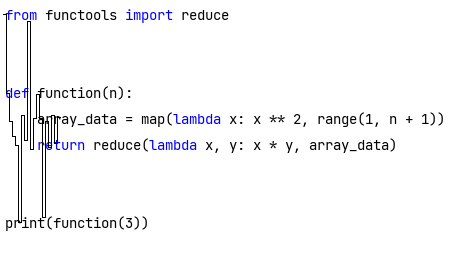 from functools import reduce
def function(n):
    array_data = map(lambda x: x ** 2, range(1, n + 1))
    return reduce(lambda x, y: x * y, array_data)
print(function(3))